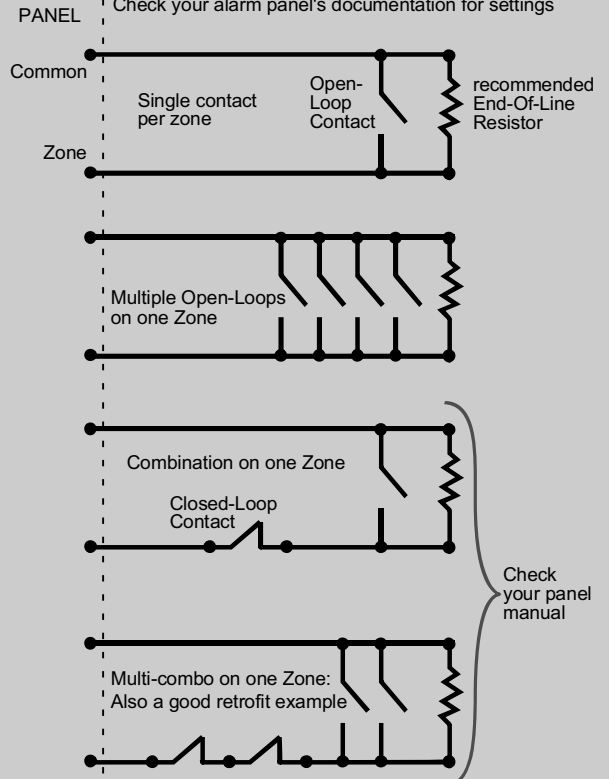 Check your alarm panel's documentation for settings
PANEL
Common
Single contact
per zone
Open-
Loop
Contact
recommended
End-Of-Line
Resistor
Zone
Multiple Open-Loops
on one Zone
Combination on one Zone
Closed-Loop
Contact
Check
your panel
manual
Multi-combo on one Zone:
Also a good retrofit example